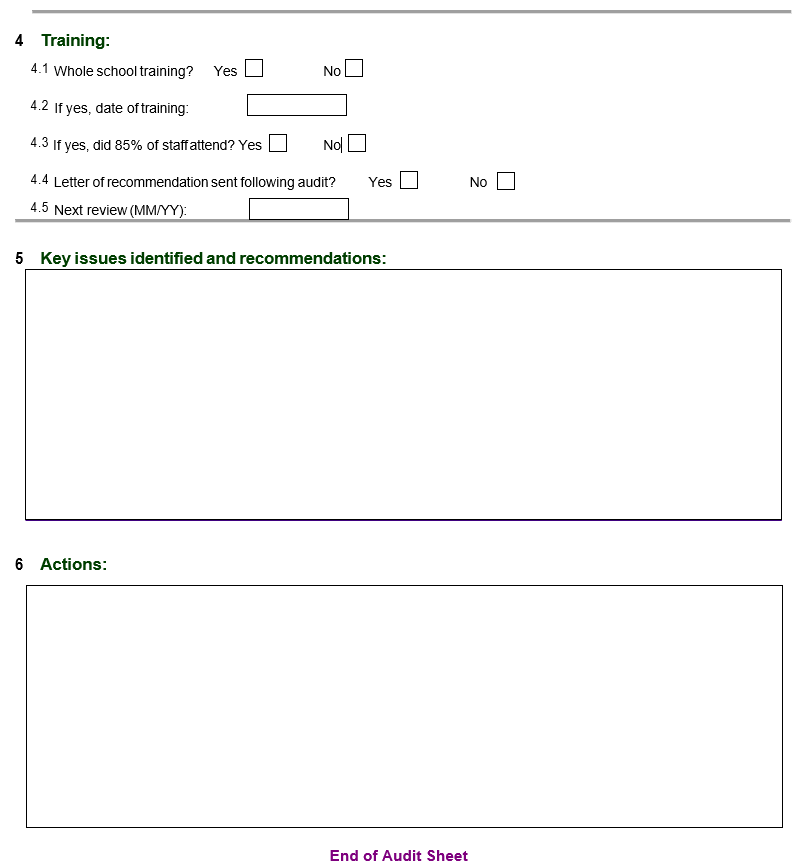 4 Training:
4.1 Whole school training? Yes No
4.2 If yes, date of training:
4.3 If yes, did 85% of staff attend? Yes No
4.4 Letter of recommendation sent following audit? Yes No
4.5 Next review (MM/YY):
5 Key issues identified and recommendations:
6 Actions:
End of Audit Sheet